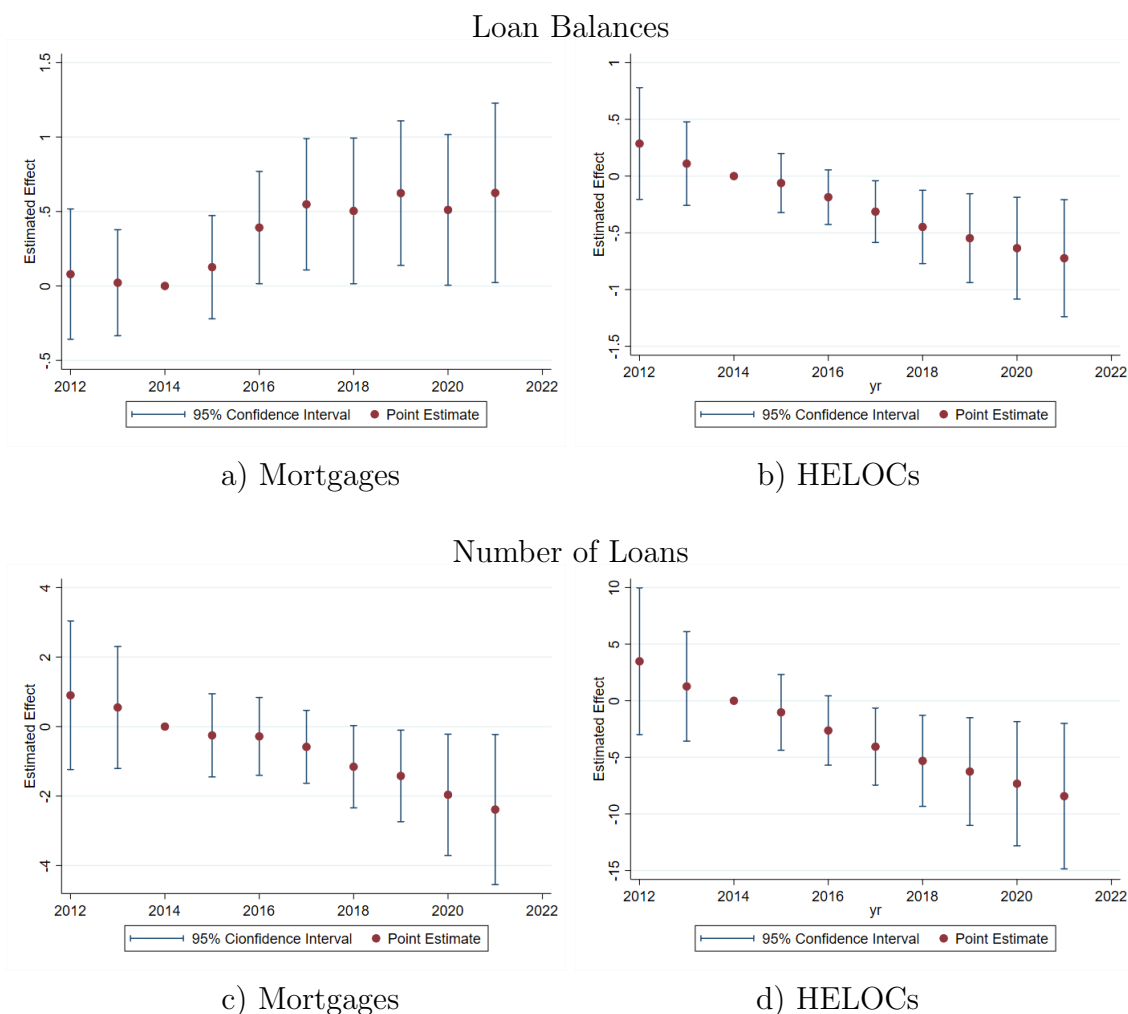 Loan Balances
Estimated Effect
1.5
1
.5
0
-.5
2012 2014 2016 2018 2020 2022
95% Confidence Interval Point Estimate
a) Mortgages
Estimated Effect
1
.5
0
-.5
-1
-1.5
2012 2014 2016 2018 2020 2022
yr
95% Confidence Interval Point Estimate
b) HELOCs
Number of Loans
Estimated Effect
4
2
0
-2
-4
2012 2014 2016 2018 2020 2022
95% Cionfidence Interval Point Estimate
c) Mortgages
Estimated Effect
10
5
0
-5
-10
-15
2012 2014 2016 2018 2020 2022
yr
95% Confidence Interval Point Estimate
d) HELOCs